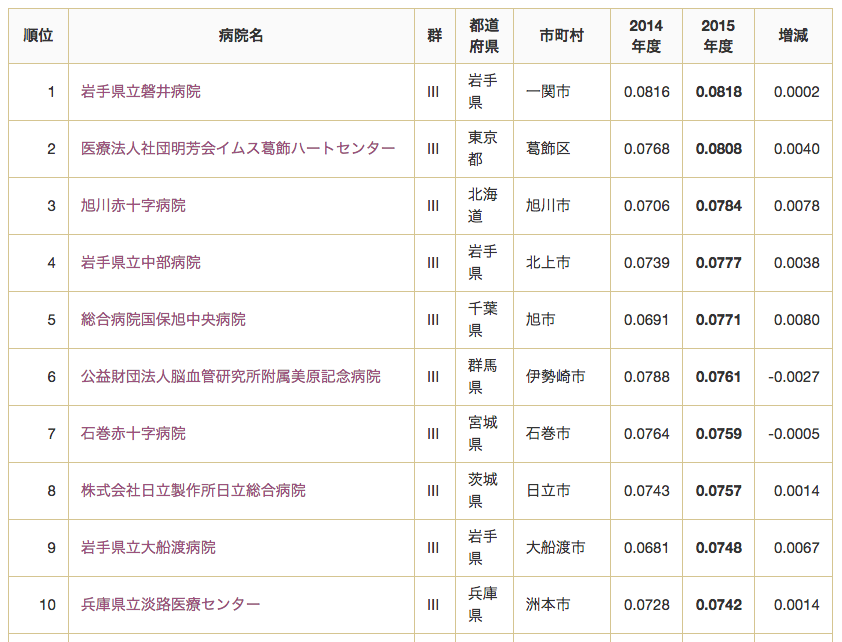 順位 病院名 群 都道府県 市町村 2014年度 2015年度 増減
1 岩手県立磐井病院 III 岩手県 一関市 0.0816 0.0818 0.0002
2 医療法人社団明芳会イムス葛飾ハートセンター III 東京都 葛飾区 0.0768 0.0808 0.0040
3 旭川赤十字病院 III 北海道 旭川市 0.0706 0.0784 0.0078
4 岩手県立中部病院 III 岩手県 北上市 0.0739 0.0777 0.0038
5 総合病院国保旭中央病院 III 千葉県 旭市 0.0691 0.0771 0.0080
6 公益財団法人脳血管研究所附属美原記念病院 III 群馬県 伊勢崎市 0.0788 0.0761 -0.0027
7 石巻赤十字病院 III 宮城県 石巻市 0.0764 0.0759 -0.0005
8 株式会社日立製作所日立総合病院 III 茨城県 日立市 0.0743 0.0757 0.0014
9 岩手県立大船渡病院 III 岩手県 大船渡市 0.0681 0.0748 0.0067
10 兵庫県立淡路医療センター III 兵庫県 洲本市 0.0728 0.0742 0.0014